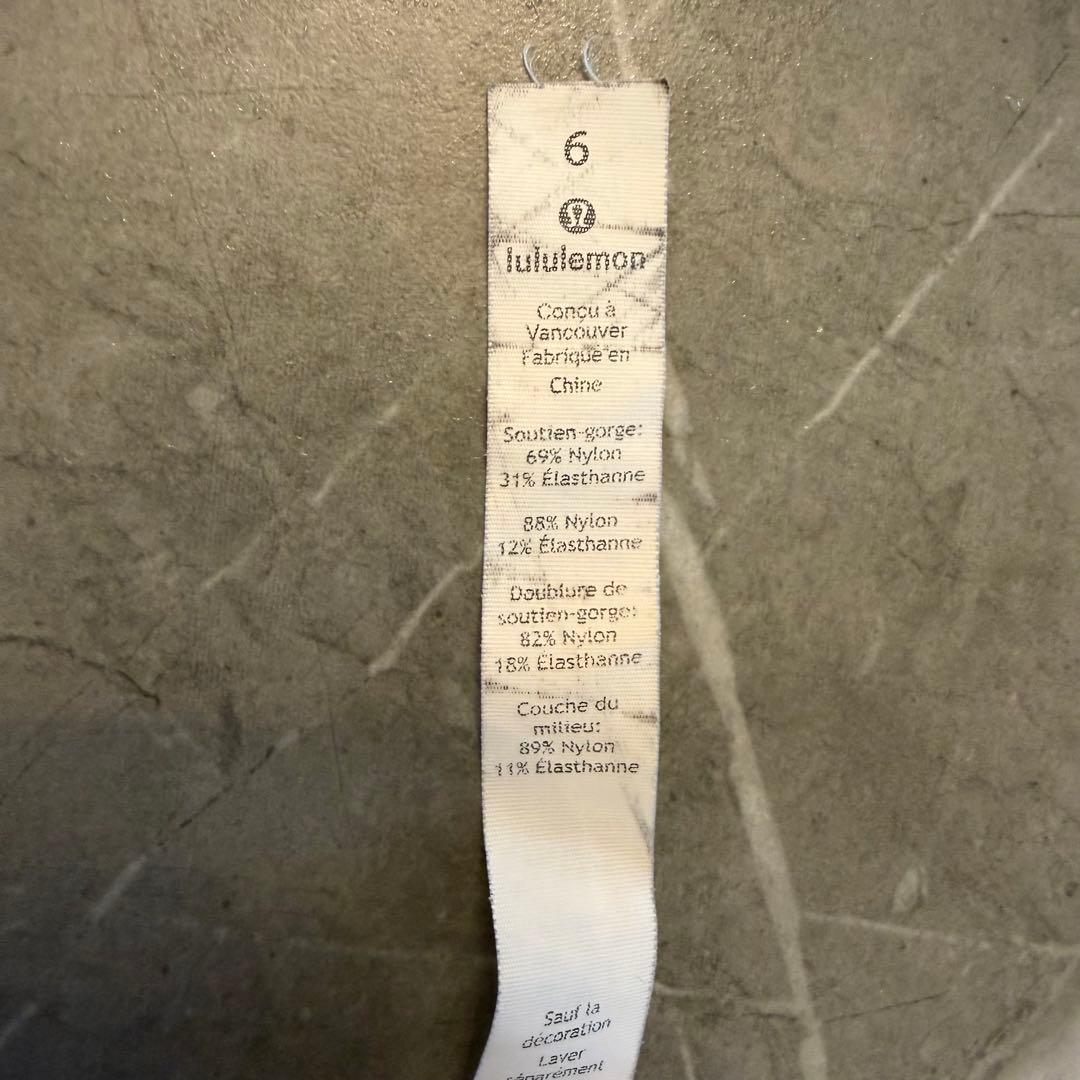 6
lululemon
Conçu à
Vancouver
Fabriqué en
Chine
Soutien-gorge:
69% Nylon
31% Élasthanne
88% Nylon
12% Élasthanne
Doublure de
soutien-gorge:
82% Nylon
18% Élasthanne
Couche du
milieu:
89% Nylon
11% Élasthanne
Sauf la
décoration
Laver
séparément